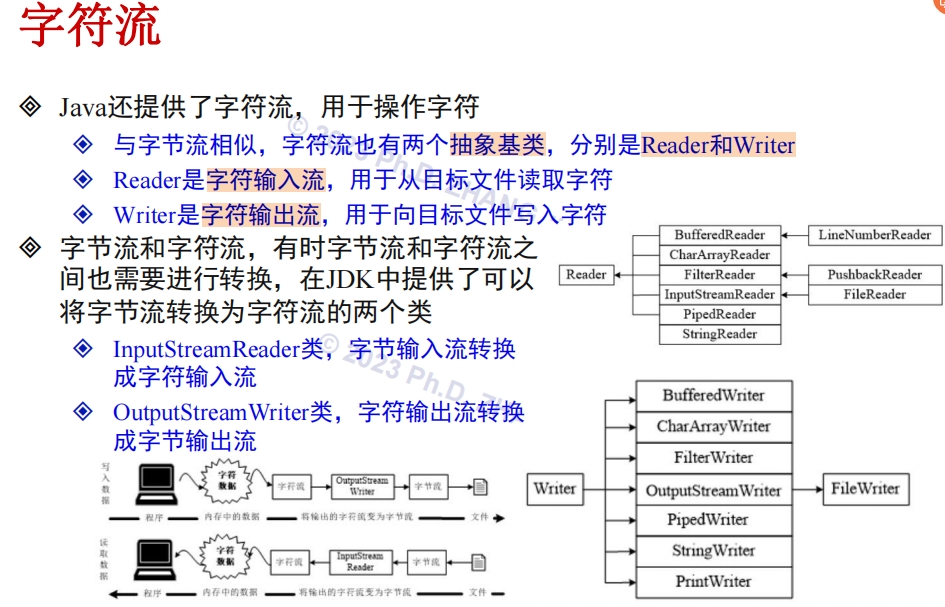 字符流
Java还提供了字符流，用于操作字符
与字节流相似，字符流也有两个抽象基类，分别是Reader和Writer
Reader是字符输入流，用于从目标文件读取字符
Writer是字符输出流，用于向目标文件写入字符
字节流和字符流，有时字节流和字符流之
间也需要进行转换，在JDK中提供了可以
将字节流转换为字符流的两个类
InputStreamReader类，字节输入流转换
成字符输入流
OutputStreamWriter类，字符输出流转换
成字节输出流
© 2023 Ph.D. ZHANG
© 2023 Ph.D.
Reader
BufferedReader
LineNumberReader
CharArrayReader
FilterReader
PushbackReader
InputStreamReader
FileReader
PipedReader
StringReader
Writer
BufferedWriter
CharArrayWriter
FilterWriter
OutputStreamWriter
FileWriter
PipedWriter
StringWriter
PrintWriter
写入数据
字符
数据
字符流
OutputStream
Writer
字节流
程序
内存中的数据
将输出的字符流变为字节流
文件
读取数据
字符
数据
字符流
InputStream
Reader
字节流
程序
内存中的数据
将输出的字符流变为字节流
文件